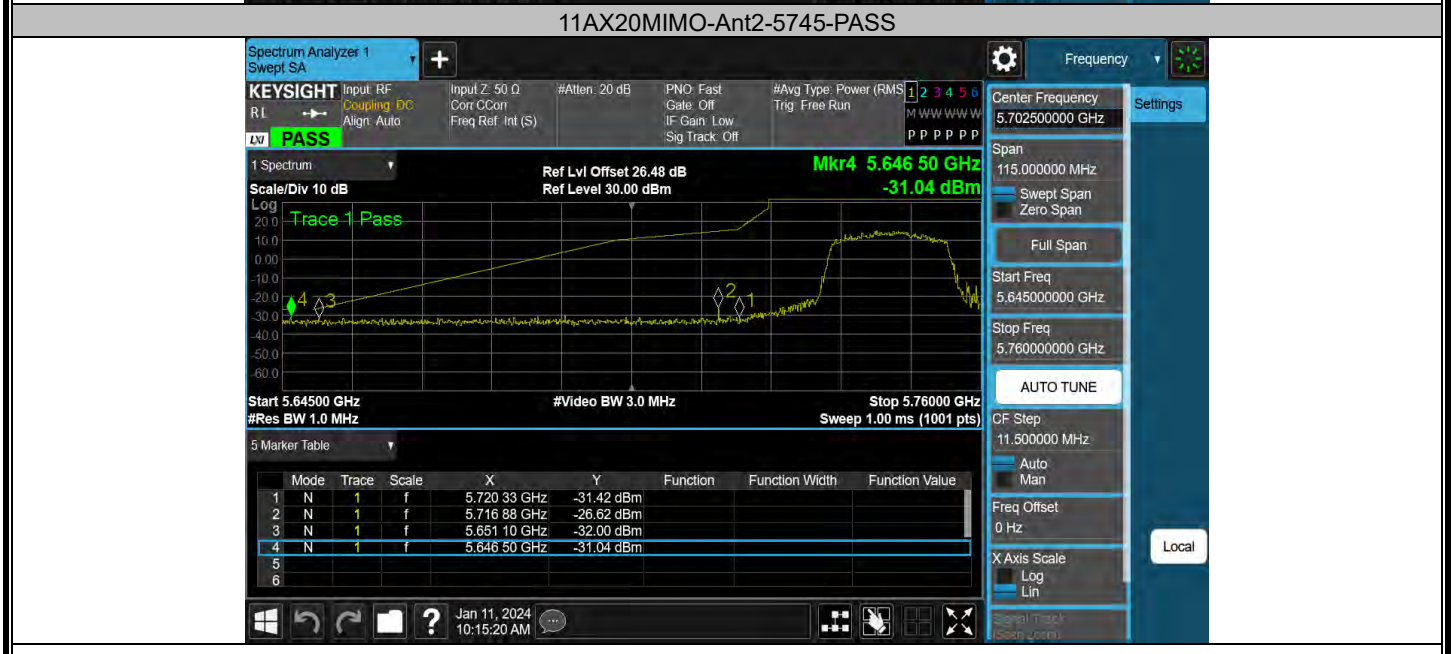 11AX20MIMO-Ant2-5745-PASS
Spectrum Analyzer 1
Swept SA
+
Frequency
KEYSIGHT Input: RF Input Z: 50 Ω #Atten: 20 dB PNO: Fast #Avg Type: Power (RMS 1 2 3 4 5 6
RL Coupling: DC Corr CCorr Gate: Off Trig: Free Run M W W W W W
Align: Auto Freq Ref: Int (S) IF Gain: Low
LXI PASS Sig Track: Off P P P P P P
Center Frequency
5.702500000 GHz
Settings
1 Spectrum
Ref Lvl Offset 26.48 dB
Mkr4 5.646 50 GHz
Scale/Div 10 dB
Ref Level 30.00 dBm
-31.04 dBm
Span
115.000000 MHz
Swept Span
Zero Span
Full Span
Log
Trace 1 Pass
20.0
10.0
0.00
-10.0
-20.0
-30.0
-40.0
-50.0
-60.0
4
3
2
1
Start Freq
5.645000000 GHz
Stop Freq
5.760000000 GHz
AUTO TUNE
Start 5.64500 GHz #Video BW 3.0 MHz Stop 5.76000 GHz
#Res BW 1.0 MHz Sweep 1.00 ms (1001 pts)
CF Step
11.500000 MHz
Auto
Man
5 Marker Table
Mode Trace Scale X Y Function Function Width Function Value
1 N 1 f 5.720 33 GHz -31.42 dBm
2 N 1 f 5.716 88 GHz -26.62 dBm
3 N 1 f 5.651 10 GHz -32.00 dBm
4 N 1 f 5.646 50 GHz -31.04 dBm
5
6
Freq Offset
0 Hz
Local
X Axis Scale
Log
Lin
Signal Track
(Span Zoom)
?
Jan 11, 2024
10:15:20 AM